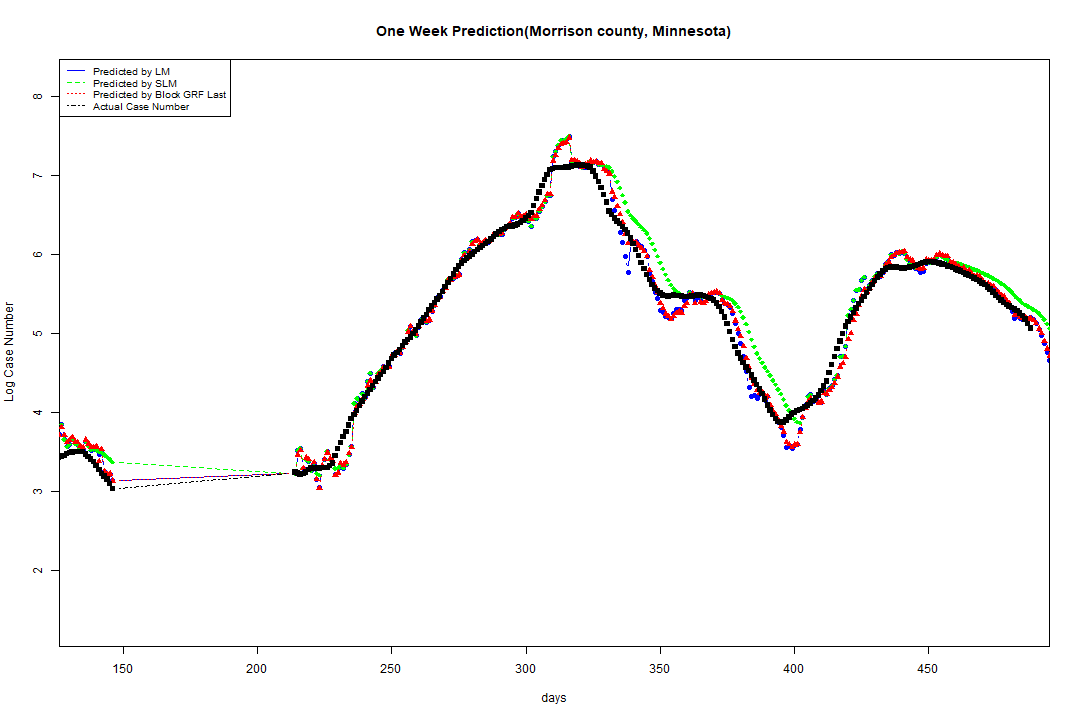 One Week Prediction(Morrison county, Minnesota)
Predicted by LM
Predicted by SLM
Predicted by Block GRF Last
Actual Case Number
8
7
6
5
4
3
2
Log Case Number
150 200 250 300 350 400 450
days